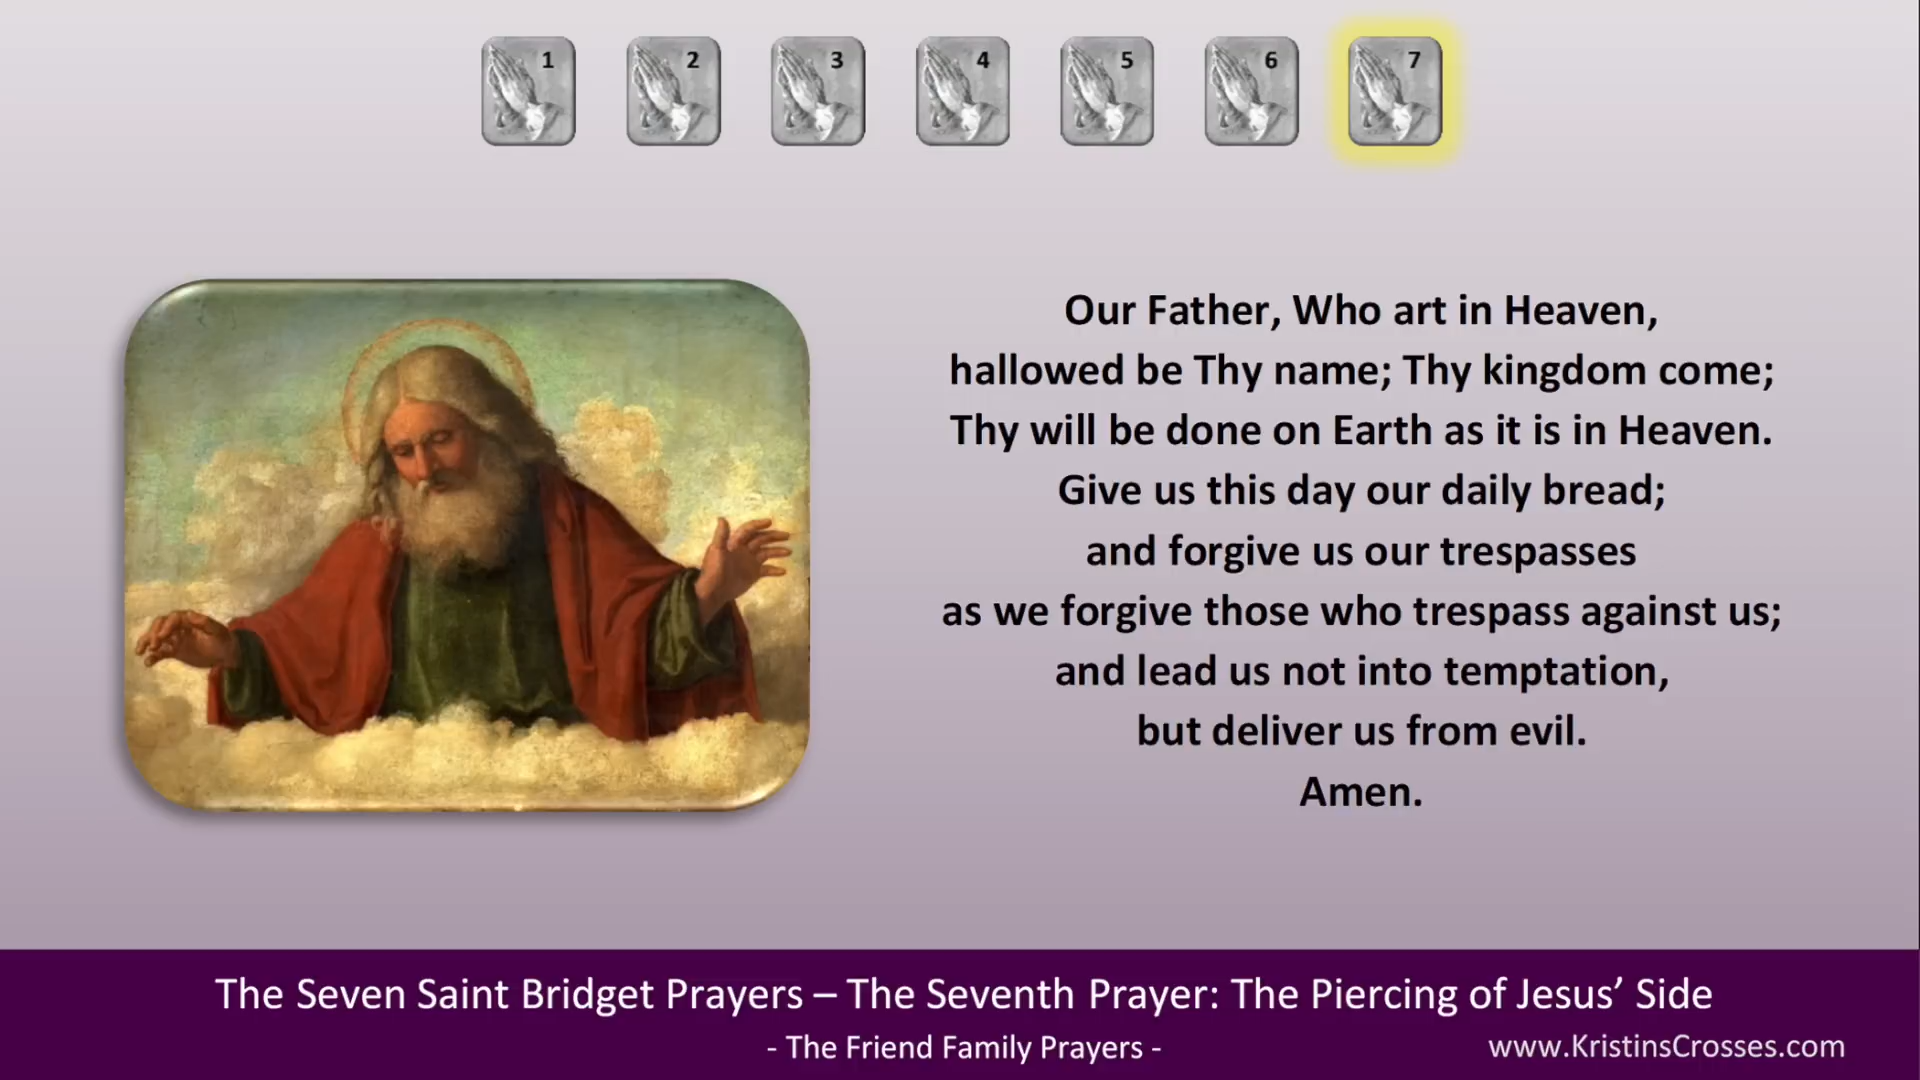 1 2 3 4 5 6 7
Our Father, Who art in Heaven,
hallowed be Thy name; Thy kingdom come;
Thy will be done on Earth as it is in Heaven.
Give us this day our daily bread;
and forgive us our trespasses
as we forgive those who trespass against us;
and lead us not into temptation,
but deliver us from evil.
Amen.
The Seven Saint Bridget Prayers – The Seventh Prayer: The Piercing of Jesus’ Side
- The Friend Family Prayers -
www.KristinsCrosses.com